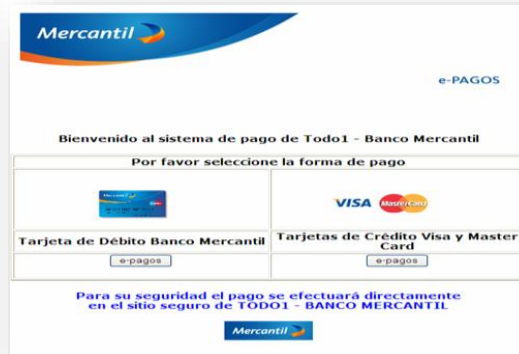 Mercantil
e-PAGOS
Bienvenido al sistema de pago de Todo1 - Banco Mercantil
Por favor seleccione la forma de pago
VISA MasterCard
Tarjeta de Débito Banco Mercantil
Tarjetas de Crédito Visa y Master
Card
e-pagos
e-pagos
Para su seguridad el pago se efectuará directamente
en el sitio seguro de TODO1 - BANCO MERCANTIL
Mercantil